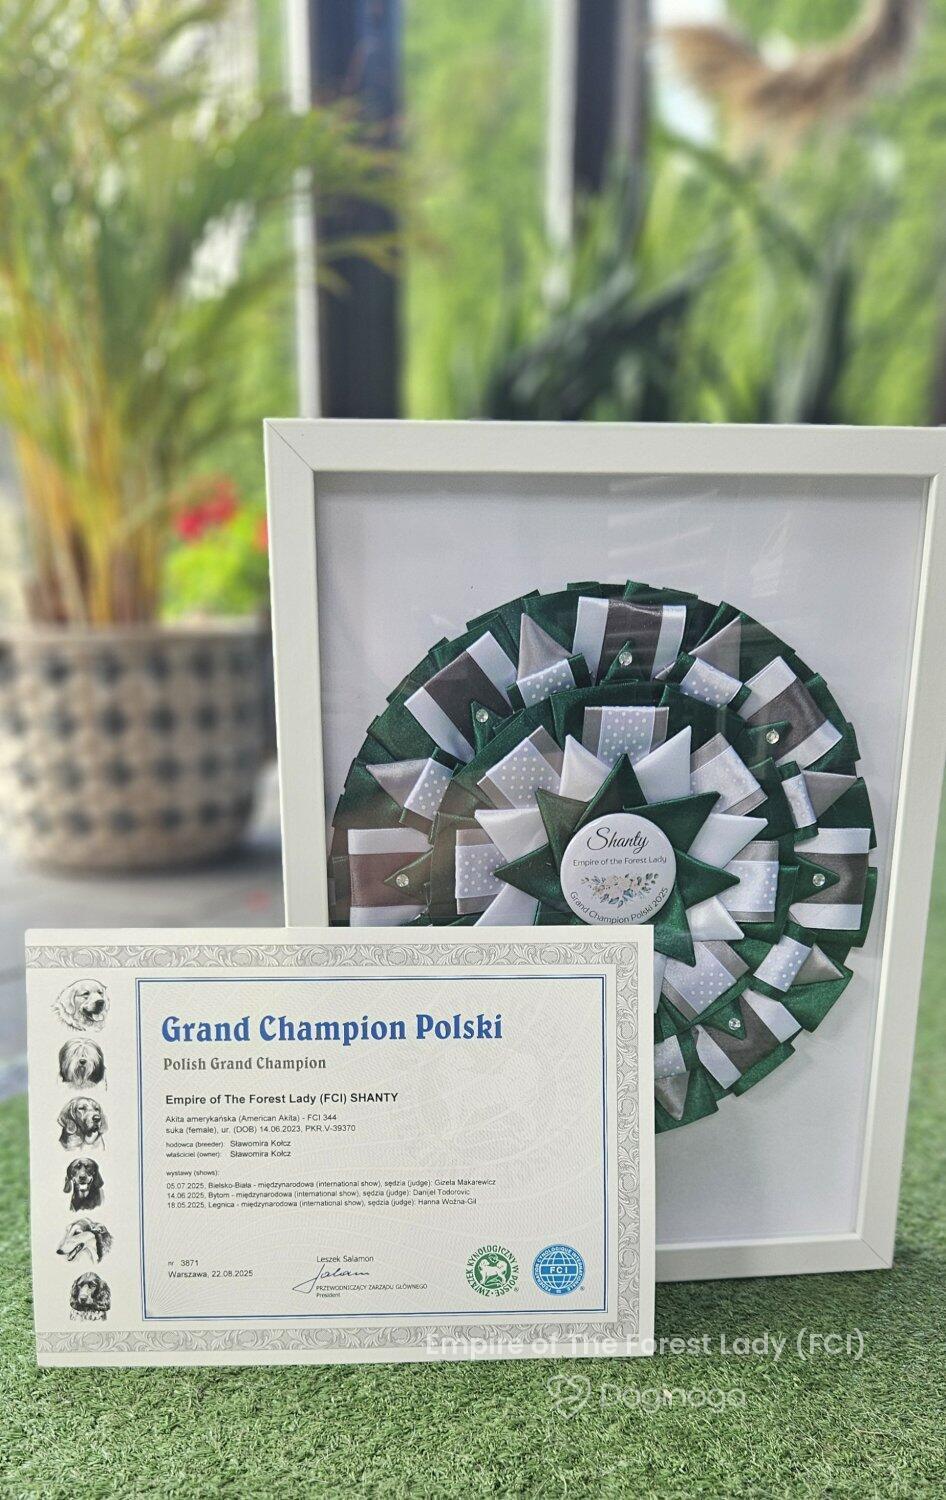 Shanty
Empire of the Forest Lady
Grand Champion Polski 2025
Grand Champion Polski
Polish Grand Champion
Empire of The Forest Lady (FCI) SHANTY
Akita amerykańska (American Akita) - FCI 344
suka (female), ur. (DOB) 14.06.2023, PKR.V-39370
hodowca (breeder): Sławomira Kołcz
właściciel (owner): Sławomira Kołcz
wystawy (shows):
05.07.2025, Bielsko-Biała - międzynarodowa (international show), sędzia (judge): Gizela Makarewicz
14.06.2025, Bytom - międzynarodowa (international show), sędzia (judge): Danijel Todorovic
18.05.2025, Legnica - międzynarodowa (international show), sędzia (judge): Hanna Woźna-Gil
nr 3871
Warszawa, 22.08.2025
Leszek Salamon
PRZEWODNICZĄCY ZARZĄDU GŁÓWNEGO
President
ZWIĄZEK KYNOLOGICZNY W POLSCE
FCI
Empire of The Forest Lady (FCI)